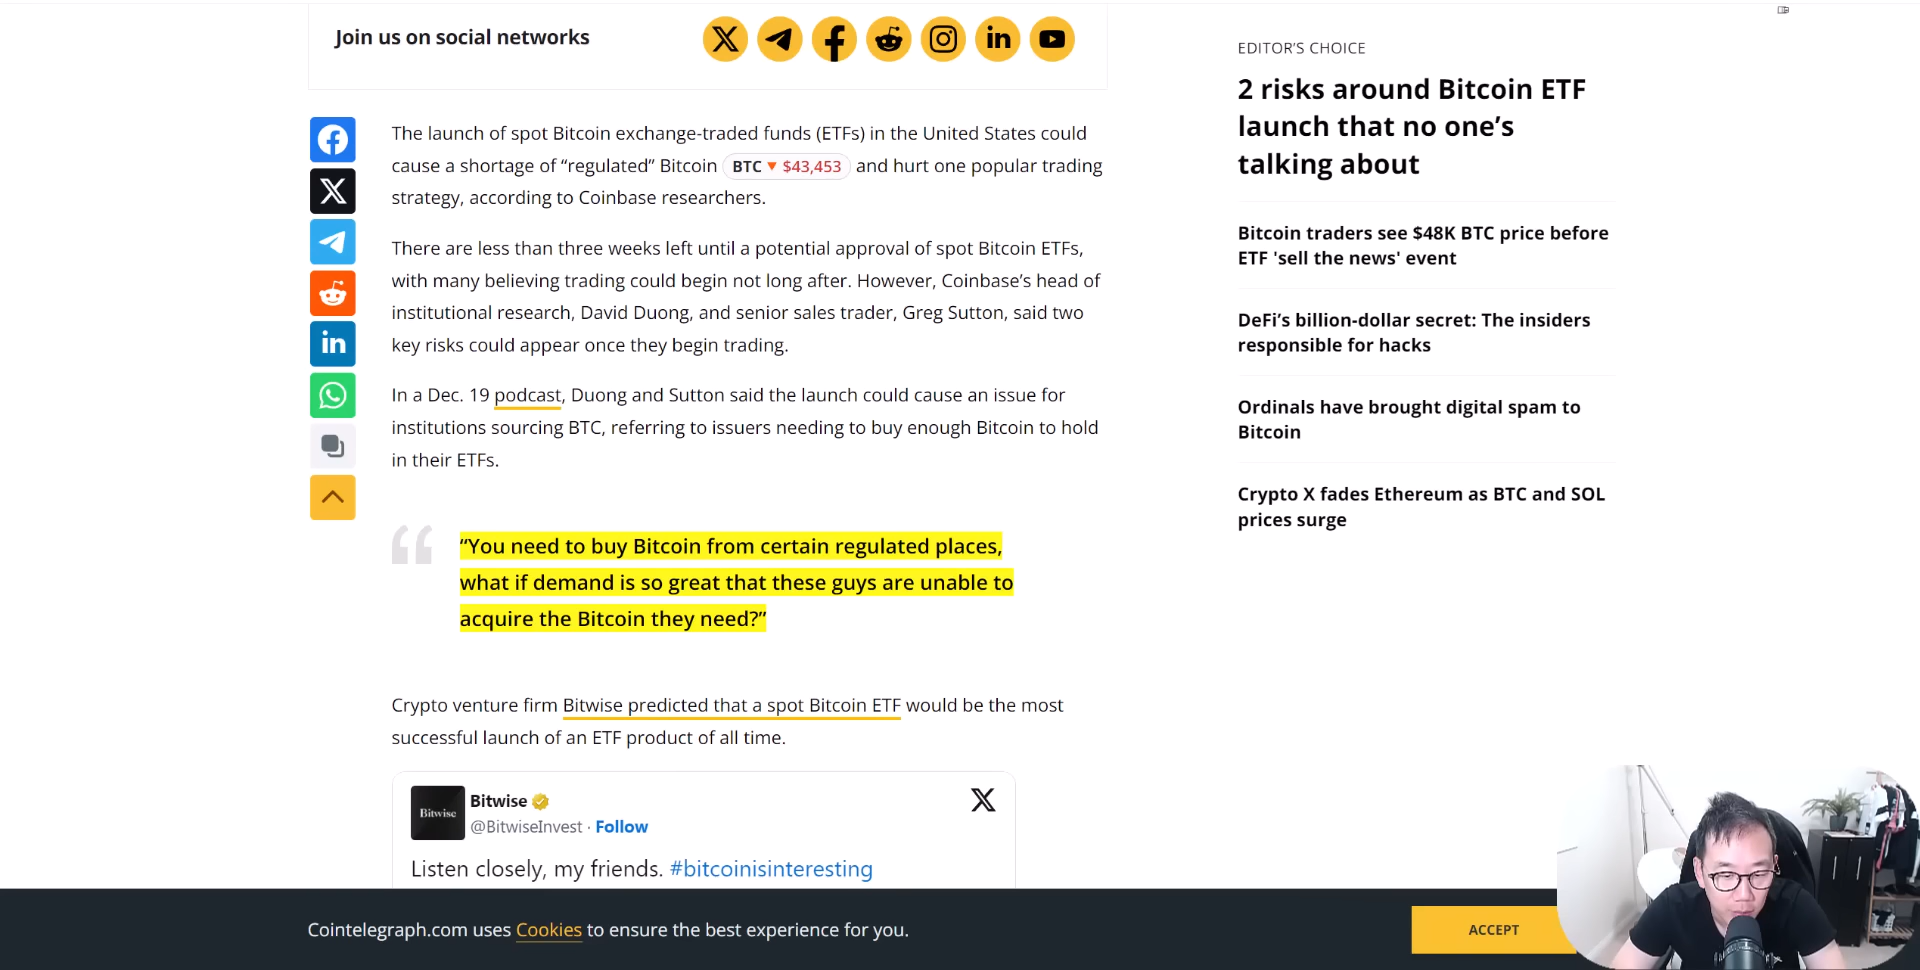 Join us on social networks
The launch of spot Bitcoin exchange-traded funds (ETFs) in the United States could
cause a shortage of “regulated” Bitcoin BTC ▼ $43,453 and hurt one popular trading
strategy, according to Coinbase researchers.
There are less than three weeks left until a potential approval of spot Bitcoin ETFs,
with many believing trading could begin not long after. However, Coinbase’s head of
institutional research, David Duong, and senior sales trader, Greg Sutton, said two
key risks could appear once they begin trading.
In a Dec. 19 podcast, Duong and Sutton said the launch could cause an issue for
institutions sourcing BTC, referring to issuers needing to buy enough Bitcoin to hold
in their ETFs.
“You need to buy Bitcoin from certain regulated places,
what if demand is so great that these guys are unable to
acquire the Bitcoin they need?”
Crypto venture firm Bitwise predicted that a spot Bitcoin ETF would be the most
successful launch of an ETF product of all time.
Bitwise
Bitwise
@BitwiseInvest · Follow
Listen closely, my friends. #bitcoinisinteresting
EDITOR’S CHOICE
2 risks around Bitcoin ETF
launch that no one’s
talking about
Bitcoin traders see $48K BTC price before
ETF 'sell the news' event
DeFi’s billion-dollar secret: The insiders
responsible for hacks
Ordinals have brought digital spam to
Bitcoin
Crypto X fades Ethereum as BTC and SOL
prices surge
Cointelegraph.com uses Cookies to ensure the best experience for you.
ACCEPT